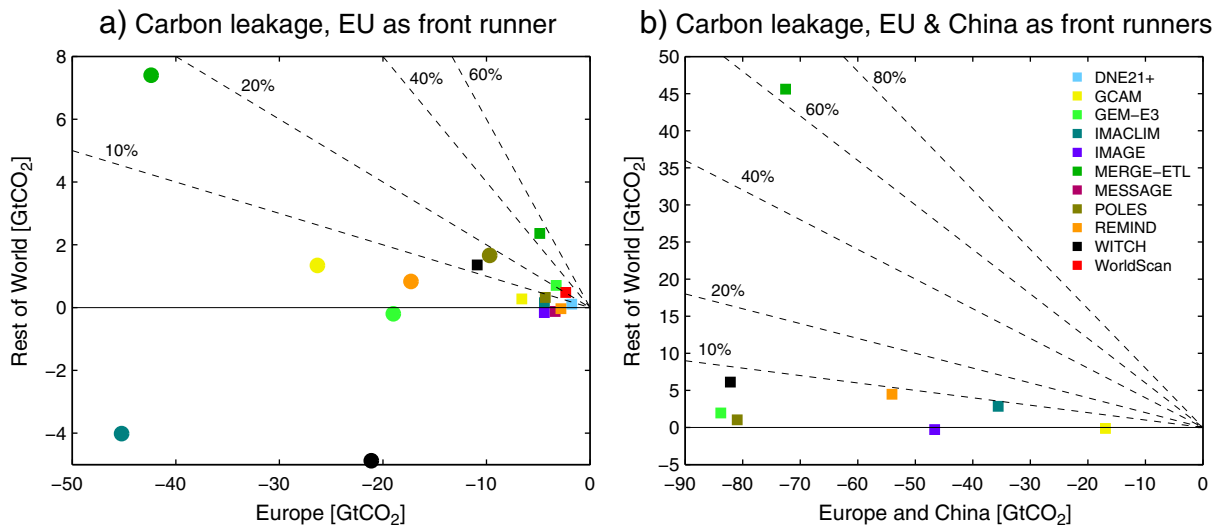 a) Carbon leakage, EU as front runner
8
6
4
2
0
−2
−4
Rest of World [GtCO2]
10%
20%
40%
60%
−50 −40 −30 −20 −10 0
Europe [GtCO2]
b) Carbon leakage, EU & China as front runners
50
45
40
35
30
25
20
15
10
5
0
−5
Rest of World [GtCO2]
10%
20%
40%
60%
80%
DNE21+
GCAM
GEM−E3
IMACLIM
IMAGE
MERGE−ETL
MESSAGE
POLES
REMIND
WITCH
WorldScan
−90 −80 −70 −60 −50 −40 −30 −20 −10 0
Europe and China [GtCO2]